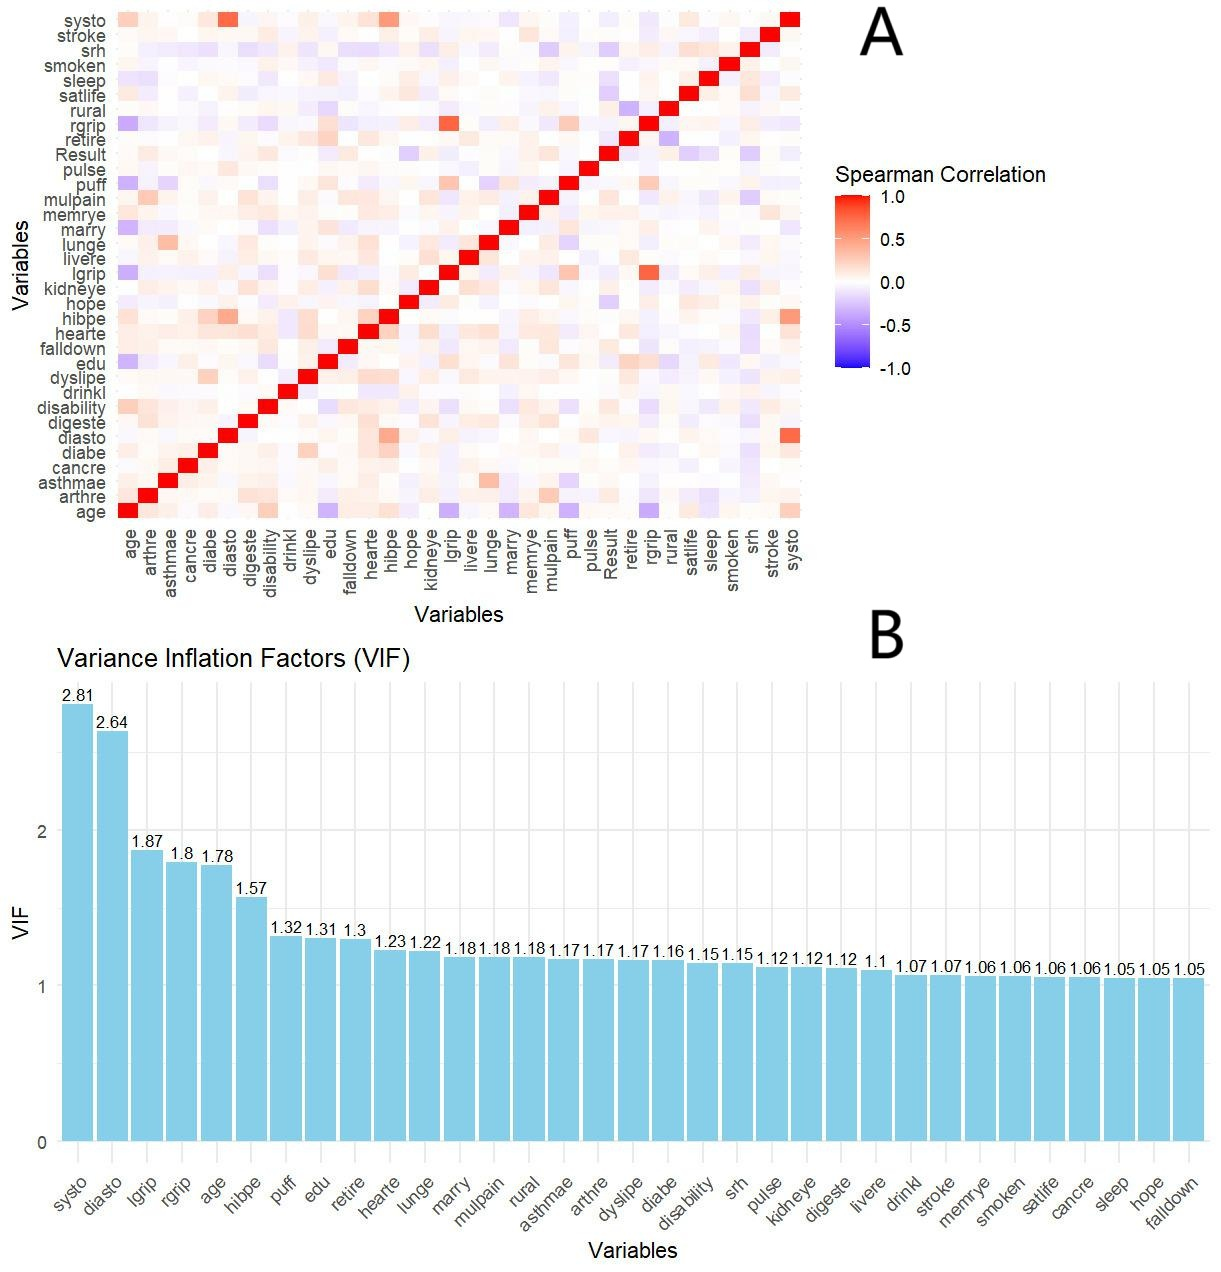 A
systo
stroke
srh
smoken
sleep
satlife
rural
rgrip
retire
Result
pulse
puff
mulpain
memrye
marry
lunge
livere
lgrip
kidneye
hope
hibpe
hearte
falldown
edu
dyslipe
drinkl
disability
digeste
diasto
diabe
cancre
asthmae
arthre
age
Variables
age arthre asthmae cancre diabe diasto digeste disability drinkl dyslipe edu falldown hearte hibpe hope kidneye lgrip livere lunge marry memrye mulpain puff pulse Result retire rgrip rural satlife sleep smoken srh stroke systo
Variables
Spearman Correlation
1.0
0.5
0.0
-0.5
-1.0
B
Variance Inflation Factors (VIF)
2.81 2.64 1.87 1.8 1.78 1.57 1.32 1.31 1.3 1.23 1.22 1.18 1.18 1.18 1.17 1.17 1.17 1.16 1.15 1.15 1.12 1.12 1.12 1.1 1.07 1.07 1.06 1.06 1.06 1.06 1.05 1.05 1.05
VIF
2
1
0
systo diasto lgrip rgrip age hibpe puff edu retire hearte lunge marry mulpain rural asthmae arthre dyslipe diabe disability srh pulse kidneye digeste livere drinkl stroke memrye smoken satlife cancre sleep hope falldown
Variables